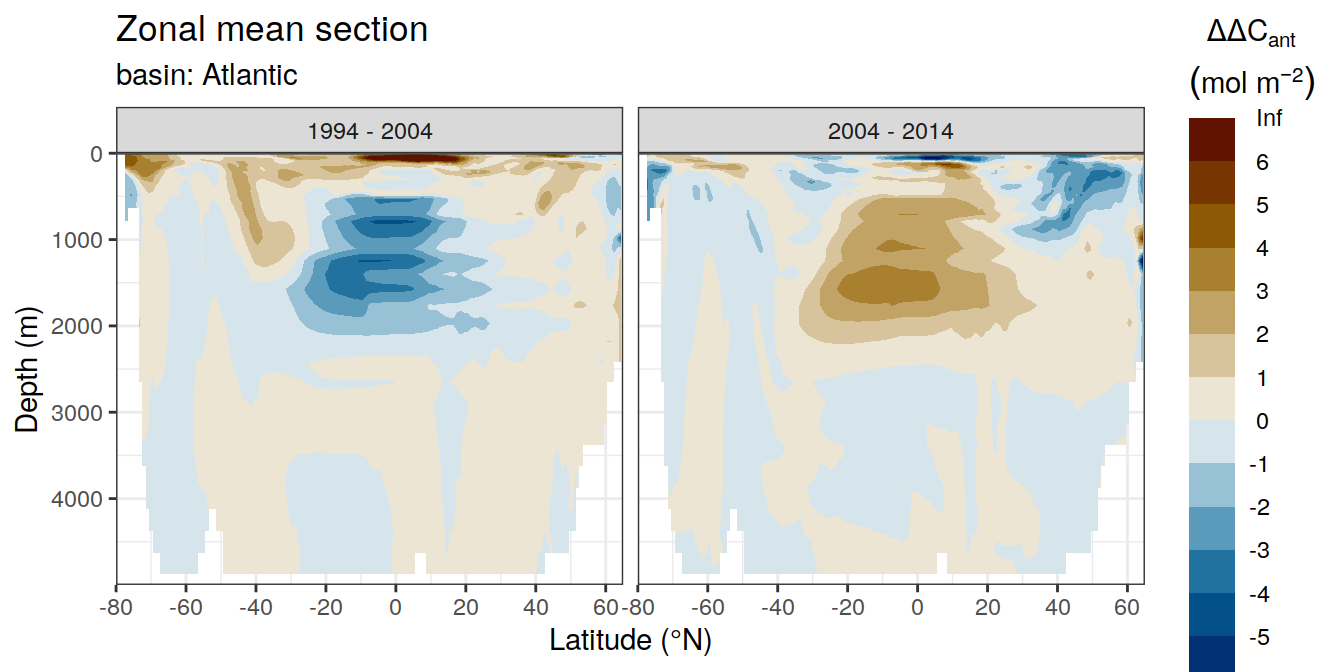 Zonal mean section
basin: Atlantic
1994 - 2004
2004 - 2014
ΔΔCant
(mol m−2)
Inf
6
5
4
3
2
1
0
-1
-2
-3
-4
-5
Depth (m)
0
1000
2000
3000
4000
-80 -60 -40 -20 0 20 40 60
-80 -60 -40 -20 0 20 40 60
Latitude (°N)